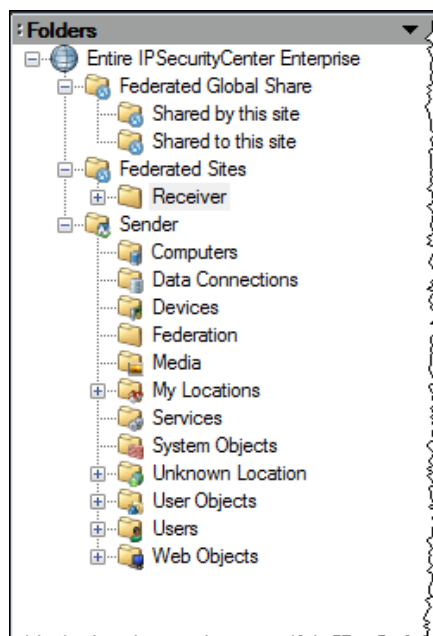 Folders
Entire IPSecurityCenter Enterprise
Federated Global Share
Shared by this site
Shared to this site
Federated Sites
Receiver
Sender
Computers
Data Connections
Devices
Federation
Media
My Locations
Services
System Objects
Unknown Location
User Objects
Users
Web Objects